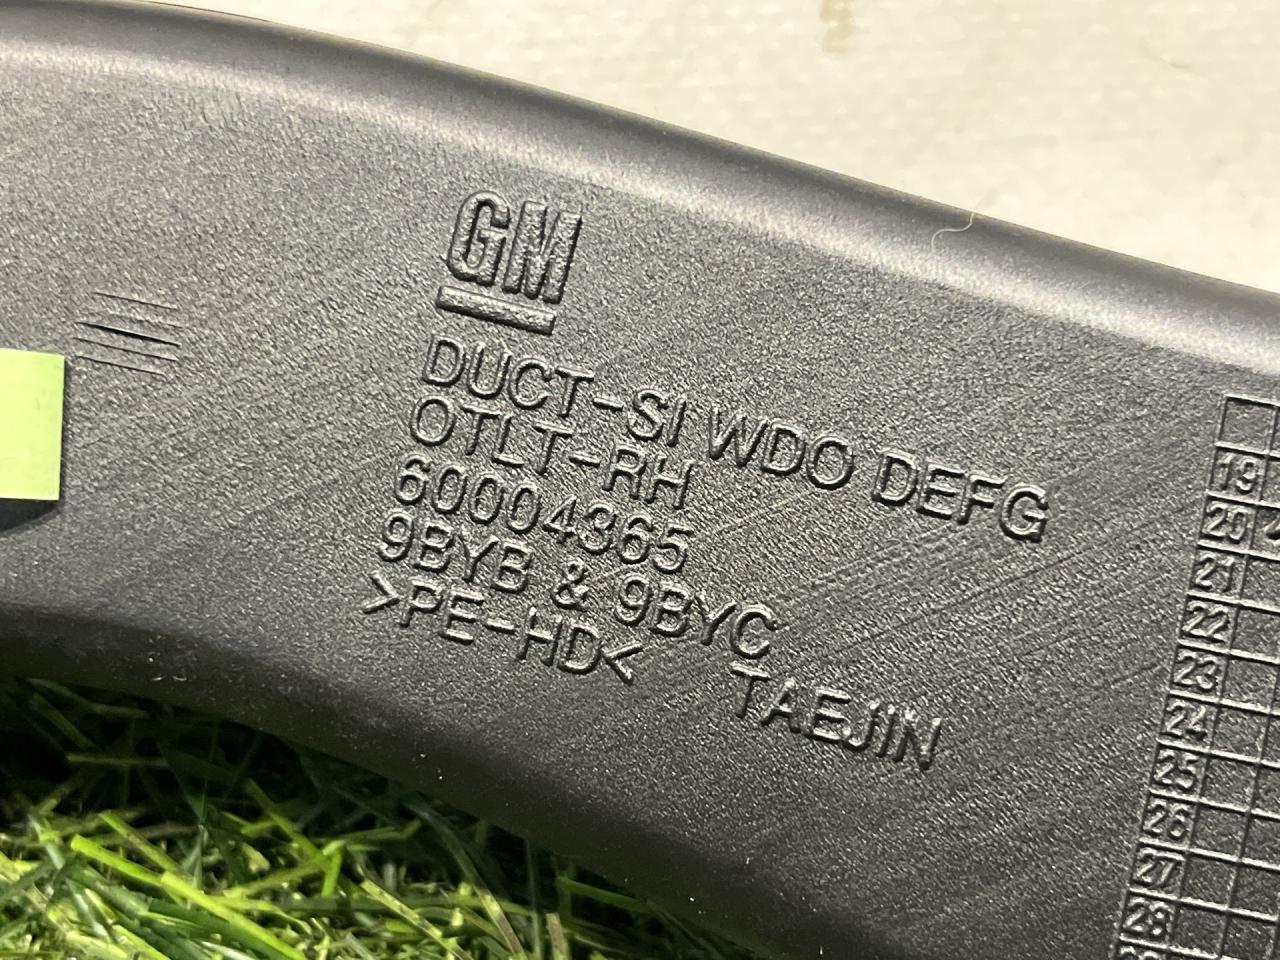 GM
DUCT-SI WDO DEFG
OTLT-RH
60004365
9BYB & 9BYC
>PE-HD<
TAEJIN
19
20
21
22
23
24
25
26
27
28